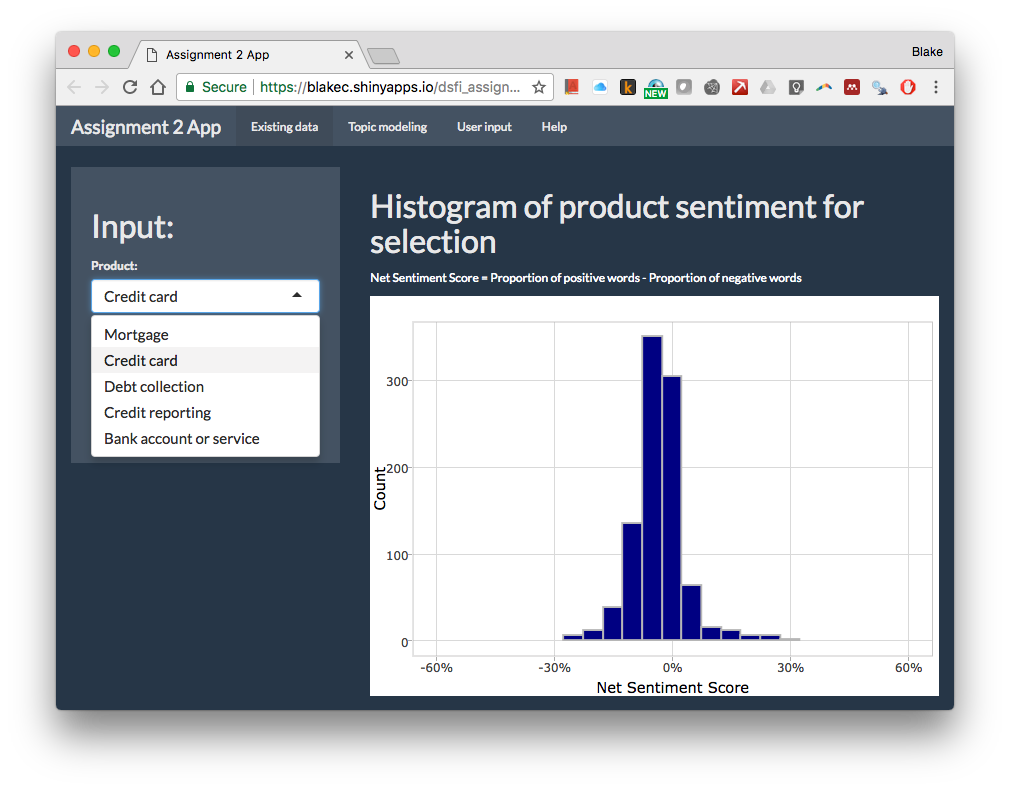 Assignment 2 App
Blake
Secure https://blakec.shinyapps.io/dsfi_assign...
k
NEW
Assignment 2 App Existing data Topic modeling User input Help
Input:
Product:
Credit card
Mortgage
Credit card
Debt collection
Credit reporting
Bank account or service
Histogram of product sentiment for
selection
Net Sentiment Score = Proportion of positive words - Proportion of negative words
Count
300
200
100
0
-60% -30% 0% 30% 60%
Net Sentiment Score